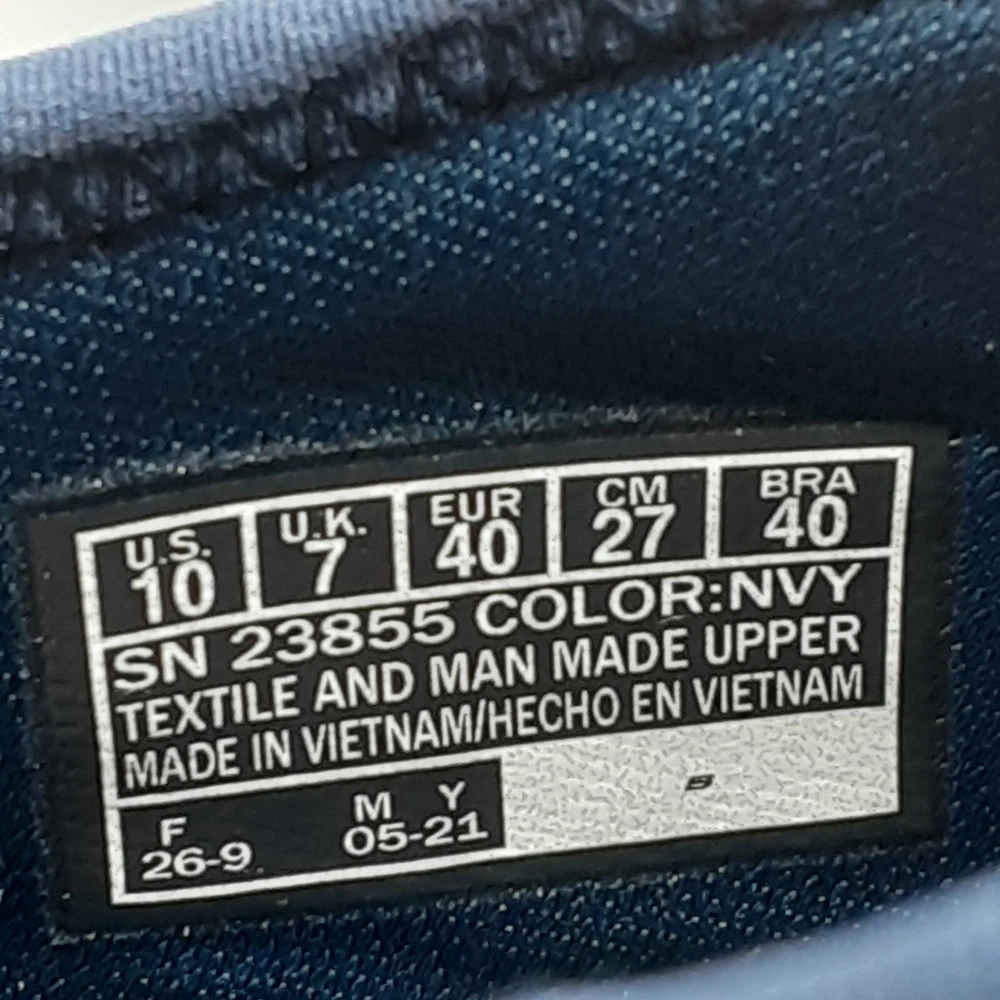 U.S. U.K. EUR CM BRA
10 7 40 27 40
SN 23855 COLOR:NVY
TEXTILE AND MAN MADE UPPER
MADE IN VIETNAM/HECHO EN VIETNAM
F M Y
26-9 05-21